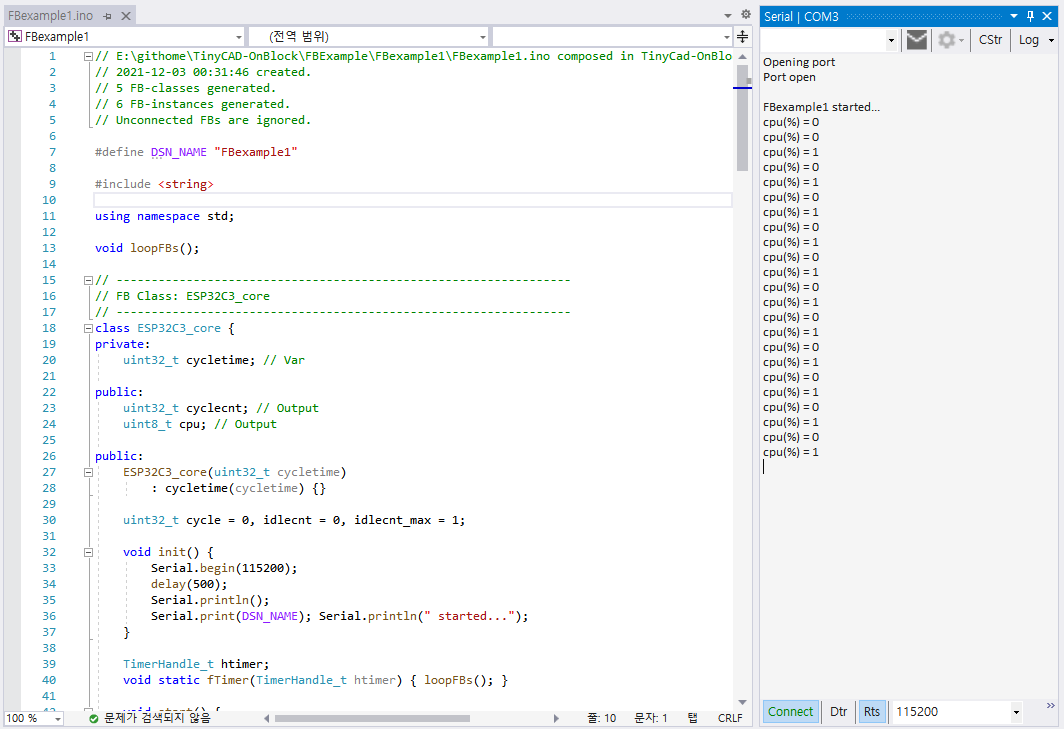 FBexample1.ino
FBexample1
(전역 범위)
1 // E:\githome\TinyCAD-OnBlock\FBExample\FBexample1\FBexample1.ino composed in TinyCad-OnBlo
2 // 2021-12-03 00:31:46 created.
3 // 5 FB-classes generated.
4 // 6 FB-instances generated.
5 // Unconnected FBs are ignored.
6
7 #define DSN_NAME "FBexample1"
8
9 #include <string>
10
11 using namespace std;
12
13 void loopFBs();
14
15 // -----------------------------------------------------------------
16 // FB Class: ESP32C3_core
17 // -----------------------------------------------------------------
18 class ESP32C3_core {
19 private:
20 uint32_t cycletime; // Var
21
22 public:
23 uint32_t cyclecnt; // Output
24 uint8_t cpu; // Output
25
26 public:
27 ESP32C3_core(uint32_t cycletime)
28 : cycletime(cycletime) {}
29
30 uint32_t cycle = 0, idlecnt = 0, idlecnt_max = 1;
31
32 void init() {
33 Serial.begin(115200);
34 delay(500);
35 Serial.println();
36 Serial.print(DSN_NAME); Serial.println(" started...");
37 }
38
39 TimerHandle_t htimer;
40 void static fTimer(TimerHandle_t htimer) { loopFBs(); }
41
42 void start() {
100 %
문제가 검색되지 않음
줄: 10
문자: 1
탭
CRLF
Serial | COM3
CStr
Log
Opening port
Port open
FBexample1 started...
cpu(%) = 0
cpu(%) = 0
cpu(%) = 1
cpu(%) = 0
cpu(%) = 1
cpu(%) = 0
cpu(%) = 1
cpu(%) = 0
cpu(%) = 1
cpu(%) = 0
cpu(%) = 1
cpu(%) = 0
cpu(%) = 1
cpu(%) = 0
cpu(%) = 1
cpu(%) = 0
cpu(%) = 1
cpu(%) = 0
cpu(%) = 1
cpu(%) = 0
cpu(%) = 1
cpu(%) = 0
cpu(%) = 1
Connect
Dtr
Rts
115200